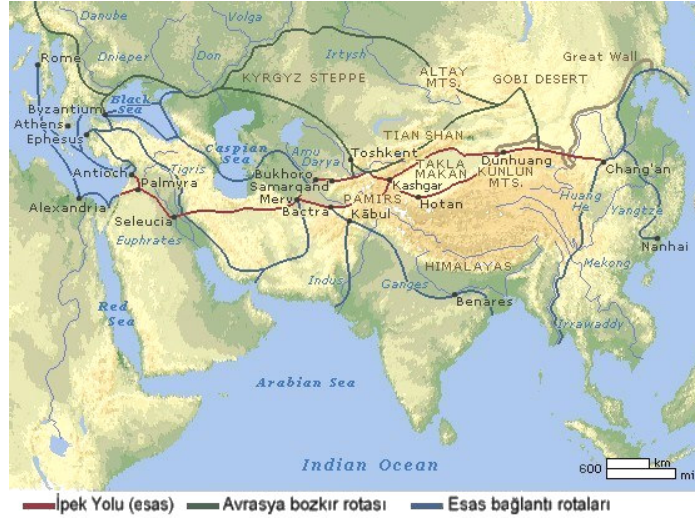 Danube
Volga
Rome
Dnieper
Don
Irtysh
Great Wall
KYRGYZ STEPPE
ALTAY
MTS.
GOBI DESERT
Byzantium
Black
Sea
Athens
Ephesus
Caspian
Sea
TIAN SHAN
Amu
Darya
Toshkent
Dunhuang
Antioch
Tigris
Bukhoro
TAKLA
MAKAN
KUNLUN
MTS.
Chang'an
Palmyra
Samarqand
Kashgar
Merv
PAMIRS
Hotan
Huang
He
Alexandria
Bactra
Seleucia
Kābul
Yangtze
Euphrates
Nanhai
HIMALAYAS
Mekong
Indus
Ganges
Benares
Red
Sea
Irrawaddy
Arabian Sea
Indian Ocean
600
km
mi
İpek Yolu (esas)
Avrasya bozkır rotası
Esas bağlantı rotaları